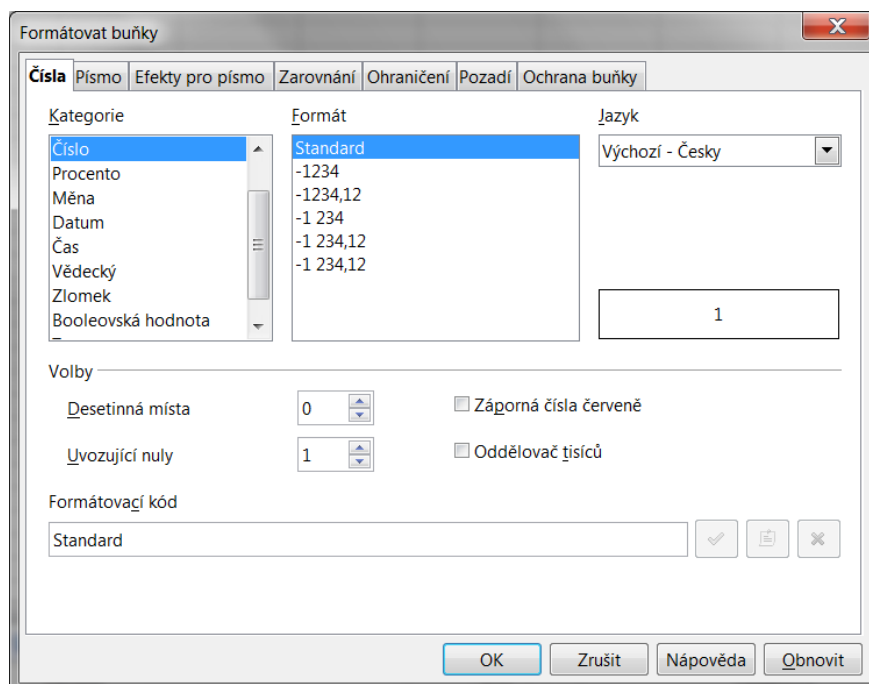 Formátovat buňky
Čísla Písmo Efekty pro písmo Zarovnání Ohraničení Pozadí Ochrana buňky
Kategorie Formát Jazyk
Číslo Standard Výchozí - Česky
Procento -1234
Měna -1234,12
Datum -1 234
Čas -1 234,12
Vědecký -1 234,12
Zlomek
Booleovská hodnota 1
Volby
Desetinná místa 0 Záporná čísla červeně
Uvozující nuly 1 Oddělovač tisíců
Formátovací kód
Standard
OK Zrušit Nápověda Obnovit